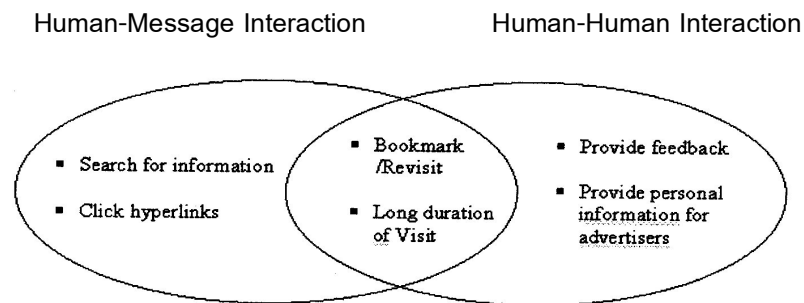 Human-Message Interaction
Human-Human Interaction
▪ Search for information
▪ Click hyperlinks
▪ Bookmark
/Revisit
▪ Long duration
of Visit
▪ Provide feedback
▪ Provide personal
information for
advertisers